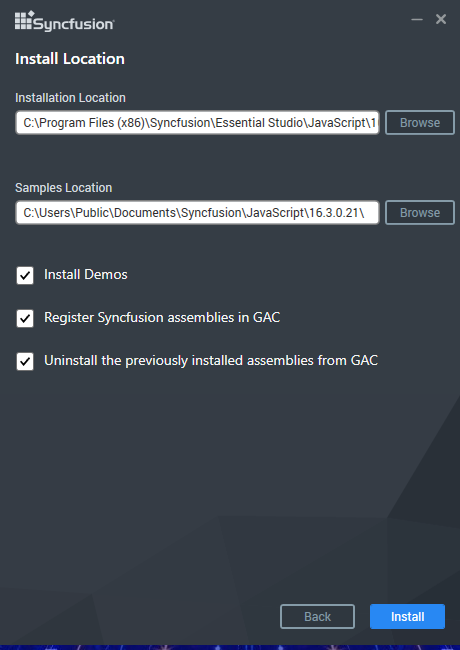 Syncfusion
Install Location
Installation Location
C:\Program Files (x86)\Syncfusion\Essential Studio\JavaScript\1
Browse
Samples Location
C:\Users\Public\Documents\Syncfusion\JavaScript\16.3.0.21\
Browse
Install Demos
Register Syncfusion assemblies in GAC
Uninstall the previously installed assemblies from GAC
Back
Install